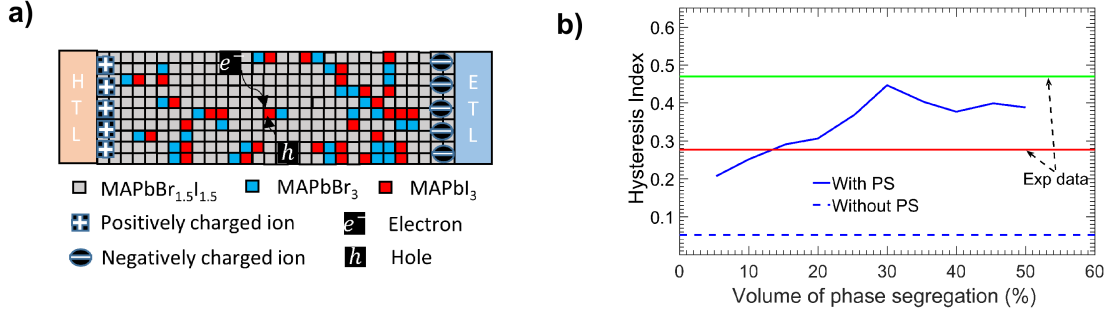 a)
H
T
L
e⁻
h
E
T
L
MAPbBr₁.₅I₁.₅
MAPbBr₃
MAPbI₃
Positively charged ion
e⁻ Electron
Negatively charged ion
h Hole
b)
Hysteresis Index
0.6
0.5
0.4
0.3
0.2
0.1
With PS
Without PS
Exp data
0 10 20 30 40 50 60
Volume of phase segregation (%)